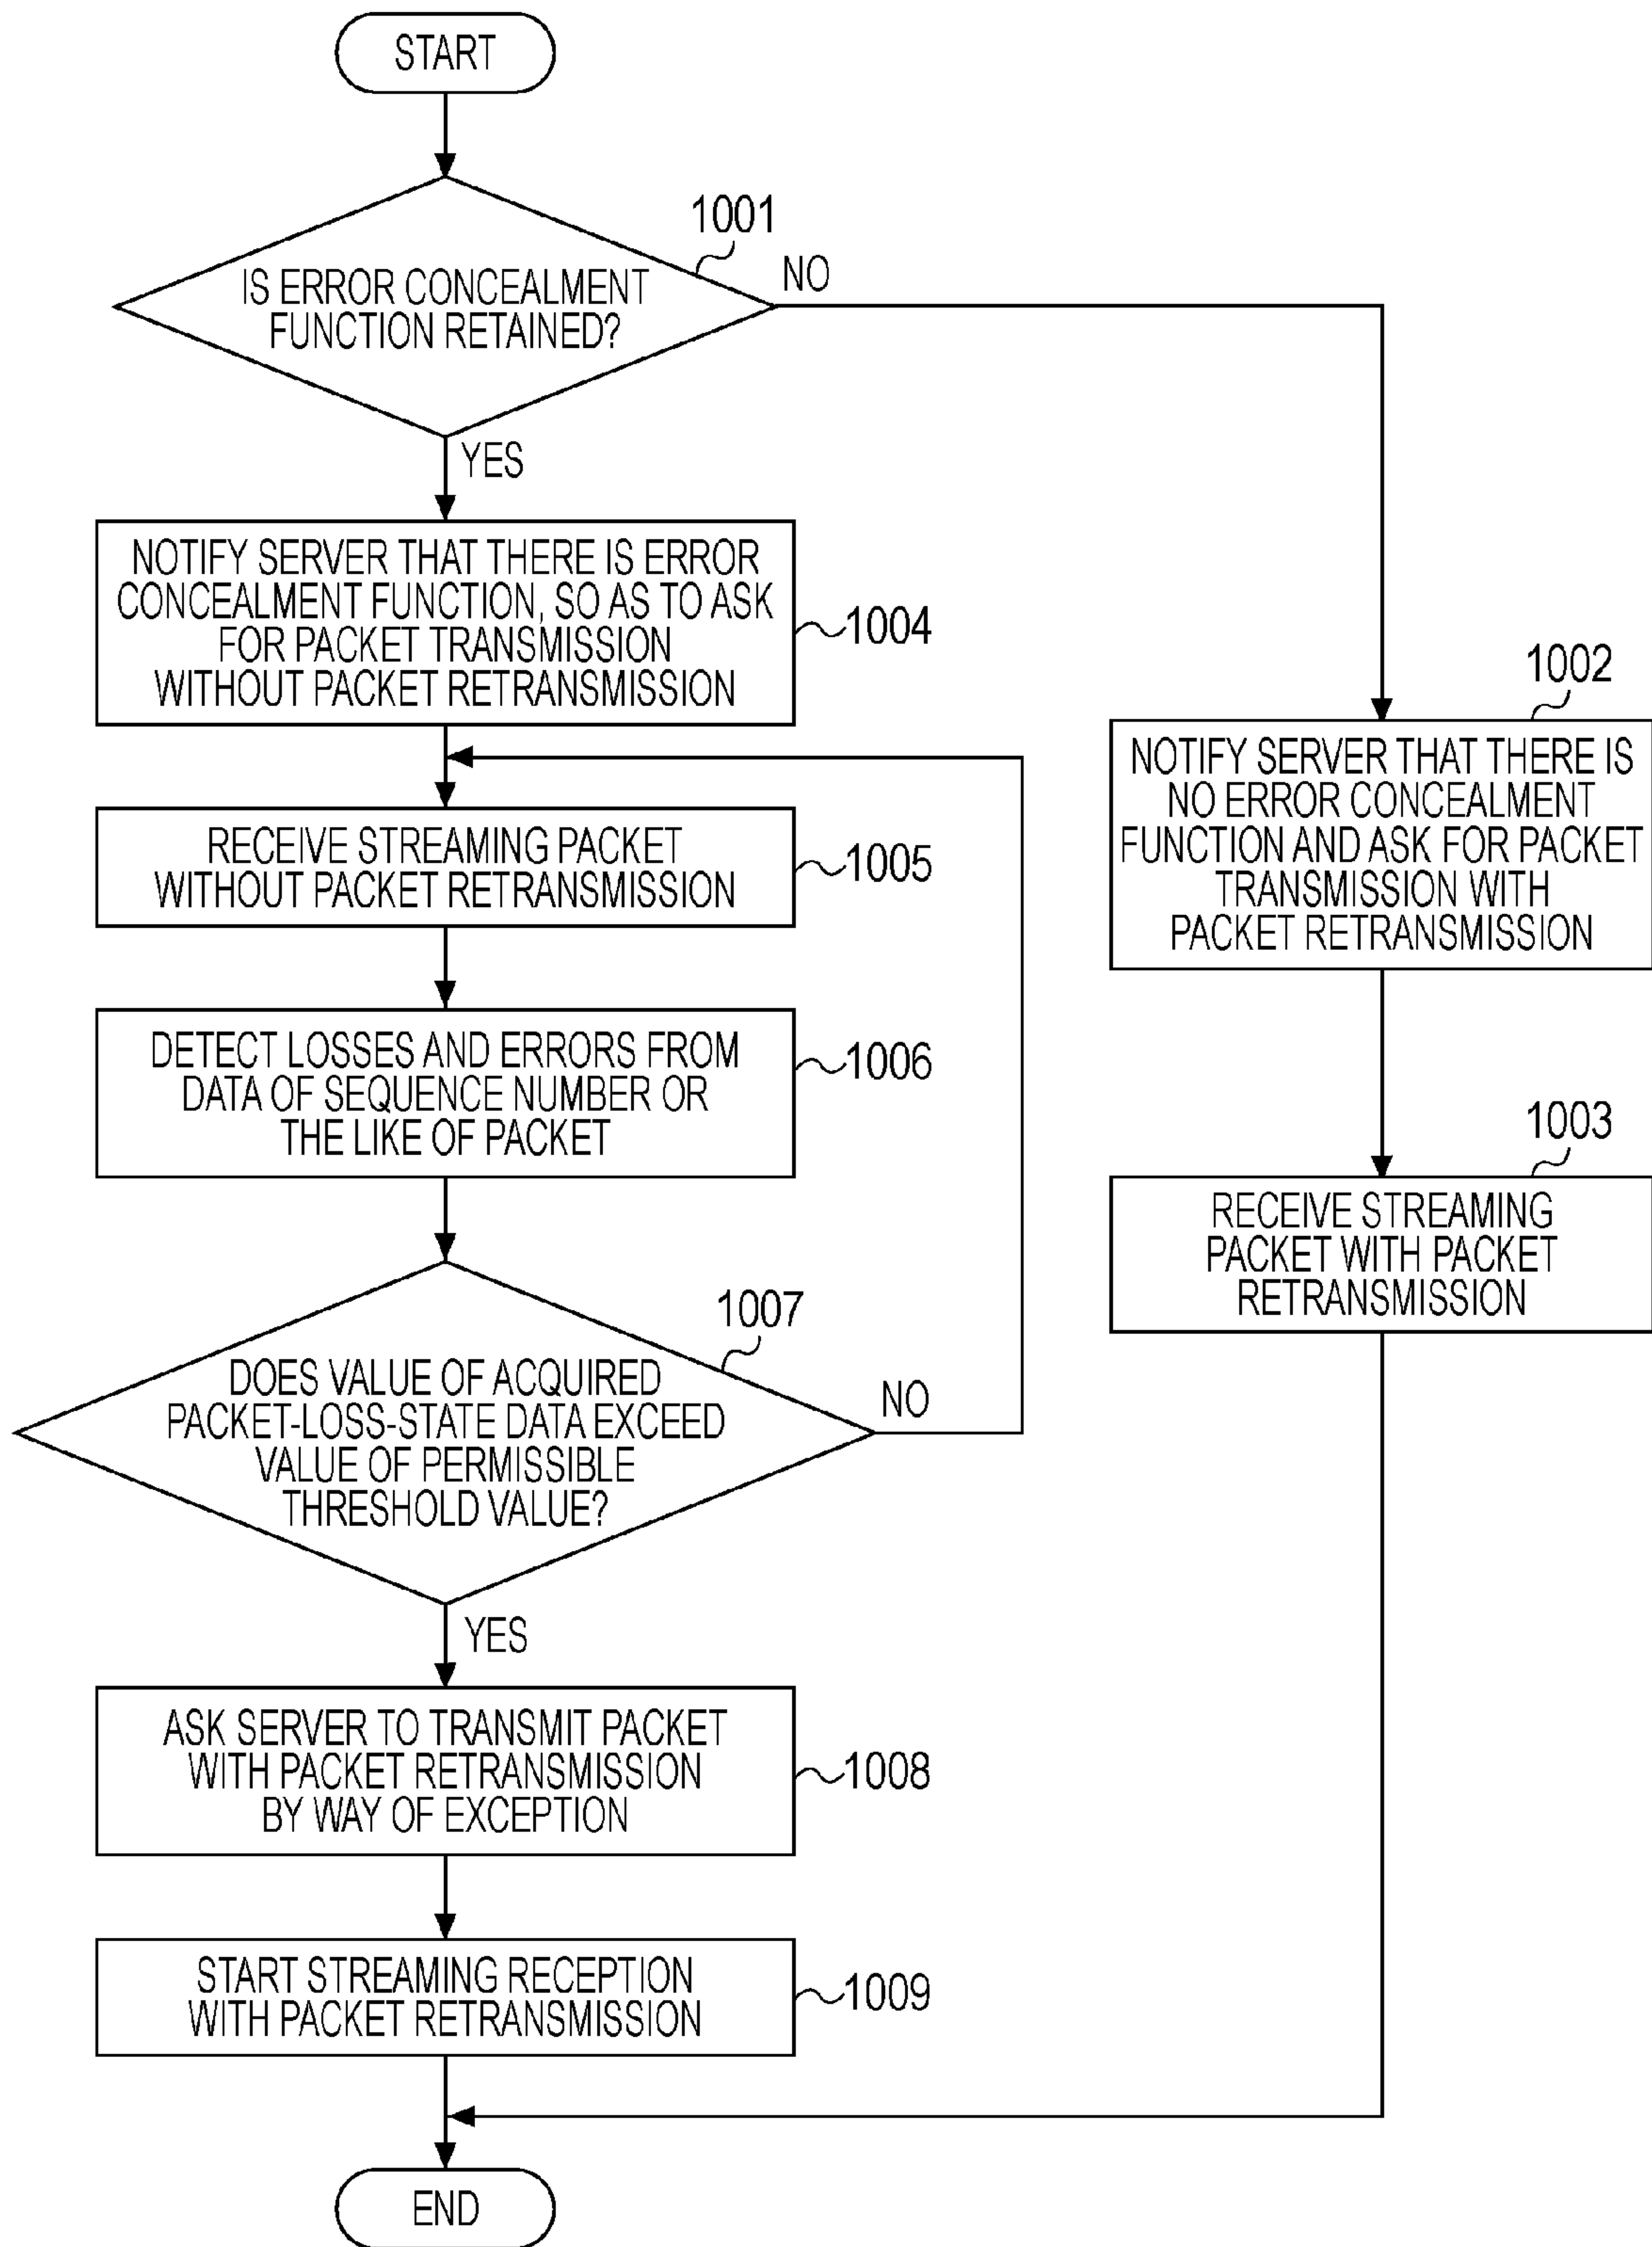 START
1001
IS ERROR CONCEALMENT
FUNCTION RETAINED?
NO
YES
NOTIFY SERVER THAT THERE IS ERROR
CONCEALMENT FUNCTION, SO AS TO ASK
FOR PACKET TRANSMISSION
WITHOUT PACKET RETRANSMISSION
1004
1002
NOTIFY SERVER THAT THERE IS
NO ERROR CONCEALMENT
FUNCTION AND ASK FOR PACKET
TRANSMISSION WITH
PACKET RETRANSMISSION
RECEIVE STREAMING PACKET
WITHOUT PACKET RETRANSMISSION
1005
DETECT LOSSES AND ERRORS FROM
DATA OF SEQUENCE NUMBER OR
THE LIKE OF PACKET
1006
1003
RECEIVE STREAMING
PACKET WITH PACKET
RETRANSMISSION
1007
DOES VALUE OF ACQUIRED
PACKET-LOSS-STATE DATA EXCEED
VALUE OF PERMISSIBLE
THRESHOLD VALUE?
NO
YES
ASK SERVER TO TRANSMIT PACKET
WITH PACKET RETRANSMISSION
BY WAY OF EXCEPTION
1008
START STREAMING RECEPTION
WITH PACKET RETRANSMISSION
1009
END